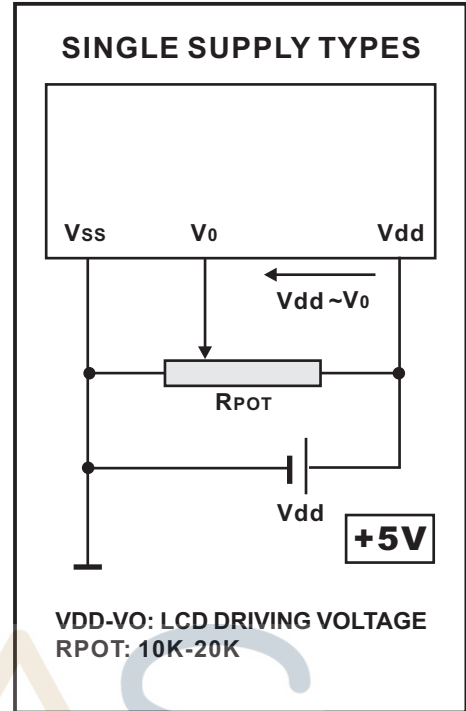 SINGLE SUPPLY TYPES
Vss V0 Vdd
Vdd ~V0
RPOT
Vdd
+5V
VDD-VO: LCD DRIVING VOLTAGE
RPOT: 10K-20K